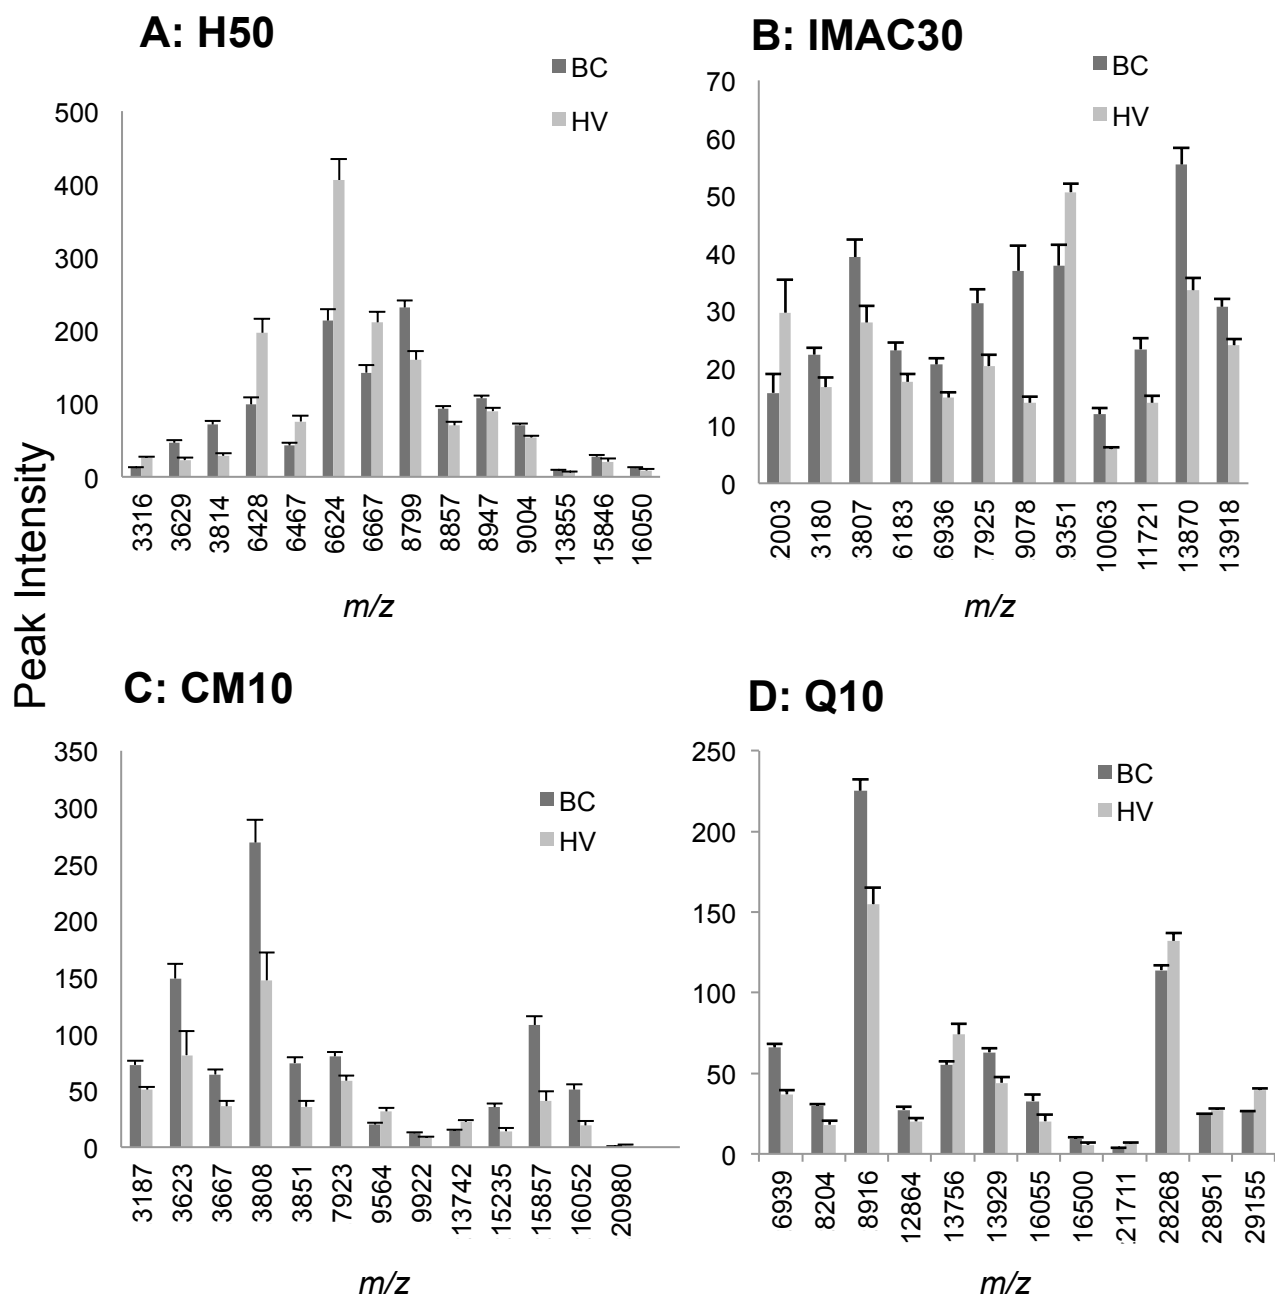 A: H50
BC
HV
500
400
300
200
100
0
3316 3629 3814 6428 6467 6624 6667 8799 8857 8947 9004 13855 15846 16050
m/z
B: IMAC30
BC
HV
70
60
50
40
30
20
10
0
2003 3180 3807 6183 6936 7925 9078 9351 10063 11721 13870 13918
m/z
Peak Intensity
C: CM10
BC
HV
350
300
250
200
150
100
50
0
3187 3623 3667 3808 3851 7923 9564 9922 13742 15235 15857 16052 20980
m/z
D: Q10
BC
HV
250
200
150
100
50
0
6939 8204 8916 12864 13756 13929 16055 16500 21711 28268 28951 29155
m/z